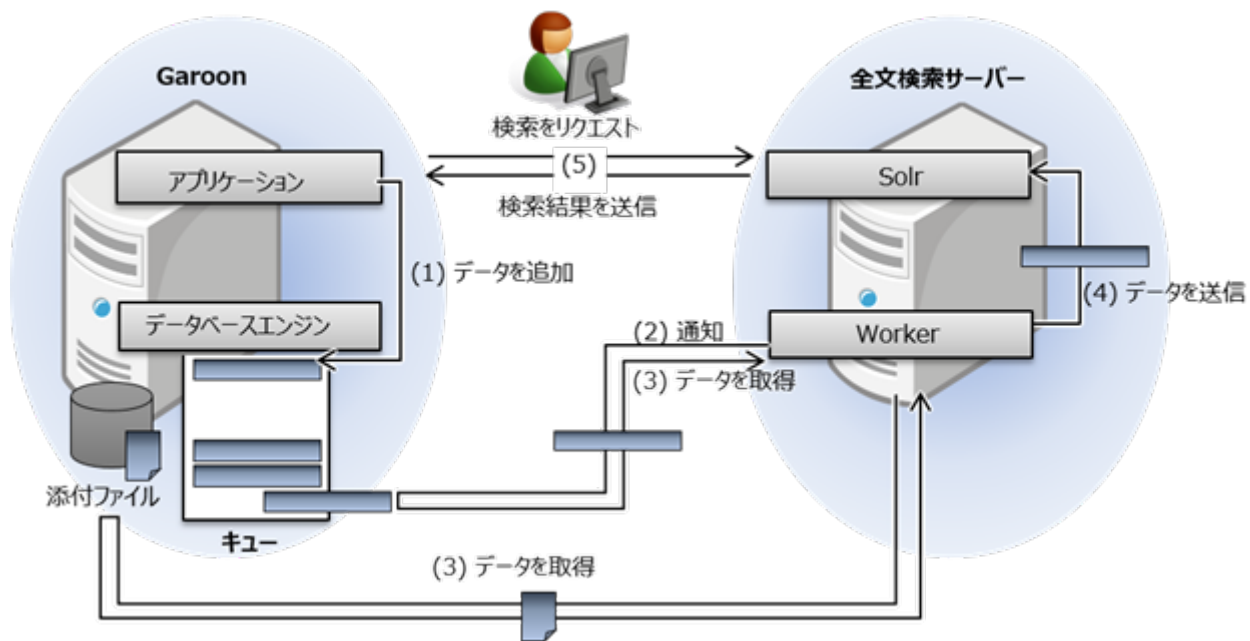 Garoon
全文検索サーバー
検索をリクエスト
(5)
検索結果を送信
アプリケーション
Solr
(1) データを追加
(4) データを送信
データベースエンジン
(2) 通知
Worker
(3) データを取得
添付ファイル
キュー
(3) データを取得